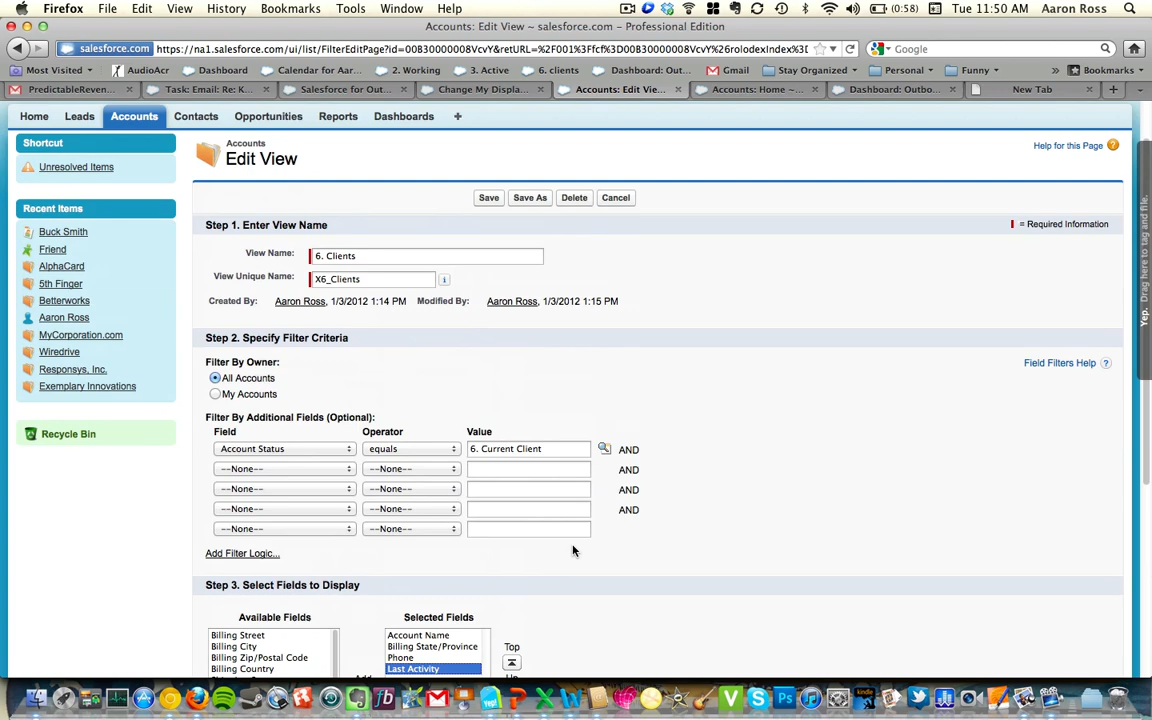 Firefox File Edit View History Bookmarks Tools Window Help (0:58) Tue 11:50 AM Aaron Ross
Accounts: Edit View ~ salesforce.com - Professional Edition
salesforce.com https://na1.salesforce.com/ui/list/FilterEditPage?id=00B30000008VcvY&retURL=%2F001%3Ffcf%3D00B30000008VcvY%26rolodexIndex%3D Google
Most Visited AudioAcr Dashboard Calendar for Aar... 2. Working 3. Active 6. clients Dashboard: Out... Gmail Stay Organized Personal Funny » Bookmarks
PredictableReven... Task: Email: Re: K... Salesforce for Out... Change My Displa... Accounts: Edit Vie... Accounts: Home ~... Dashboard: Outbo... New Tab
Home Leads Accounts Contacts Opportunities Reports Dashboards +
Shortcut
Unresolved Items
Recent Items
Buck Smith
Friend
AlphaCard
5th Finger
Betterworks
Aaron Ross
MyCorporation.com
Wiredrive
Responsys, Inc.
Exemplary Innovations
Recycle Bin
Accounts
Edit View
Help for this Page ?
Save Save As Delete Cancel
Step 1. Enter View Name
= Required Information
View Name: 6. Clients
View Unique Name: X6_Clients i
Created By: Aaron Ross, 1/3/2012 1:14 PM Modified By: Aaron Ross, 1/3/2012 1:15 PM
Step 2. Specify Filter Criteria
Filter By Owner:
Field Filters Help ?
All Accounts
My Accounts
Filter By Additional Fields (Optional):
Field Operator Value
Account Status equals 6. Current Client AND
--None-- --None-- AND
--None-- --None-- AND
--None-- --None-- AND
--None-- --None--
Add Filter Logic...
Step 3. Select Fields to Display
Available Fields Selected Fields
Billing Street Account Name
Billing City Billing State/Province Top
Billing Zip/Postal Code Phone
Billing Country Last Activity
Yep. Drag here to tag and file.